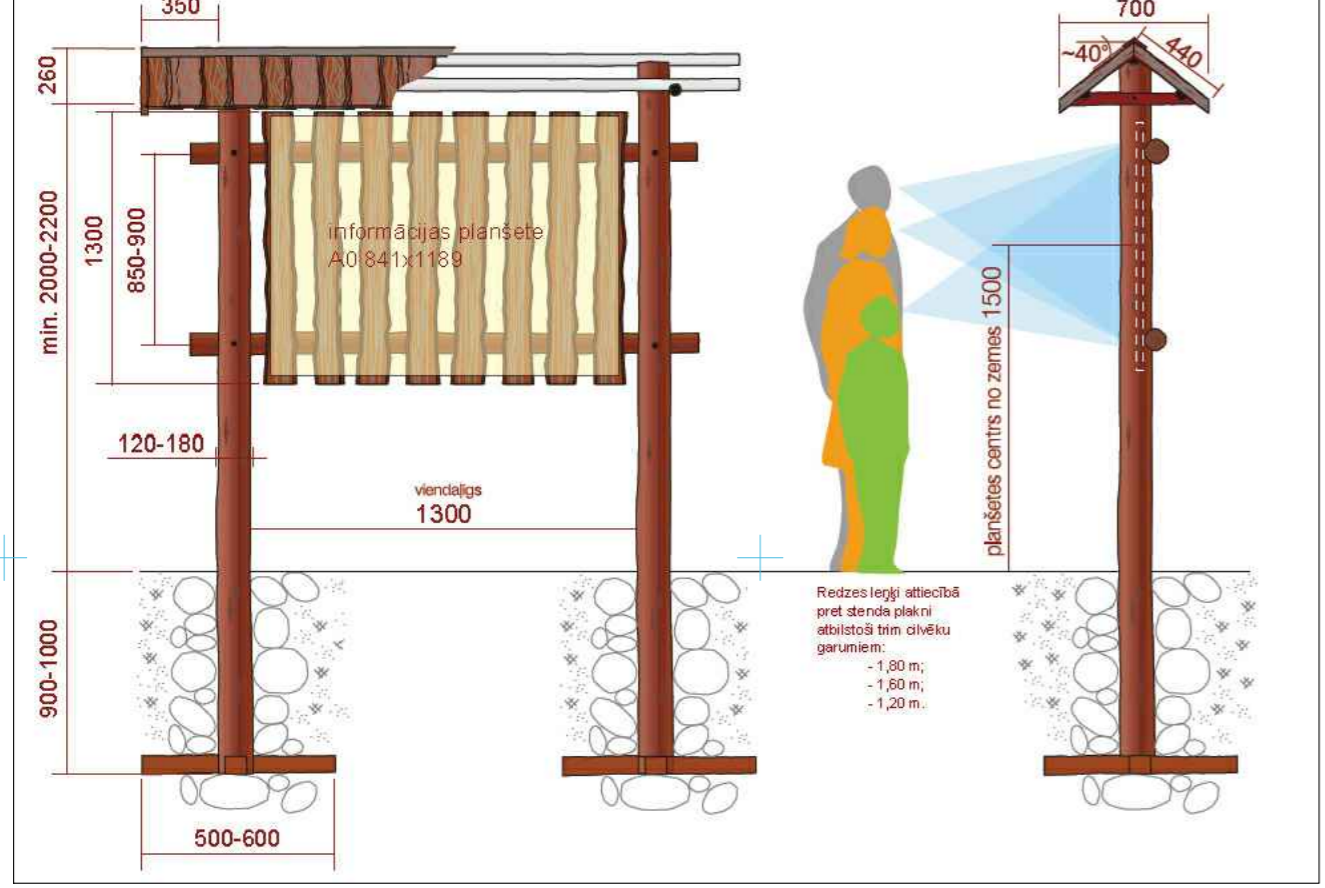 350
700
~40°
440
260
min. 2000-2200
1300
850-900
informācijas planšete
A0 841x1189
planšetes centrs no zemes 1500
120-180
viendaļīgs
1300
900-1000
Redzes leņķi attiecībā
pret stenda plakni
atbilstoši trim cilvēku
garumiem:
- 1,80 m;
- 1,60 m;
- 1,20 m.
500-600